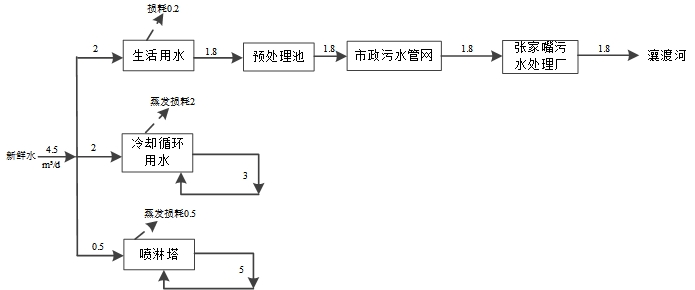 损耗0.2
2
生活用水
1.8
预处理池
1.8
市政污水管网
1.8
张家嘴污
水处理厂
1.8
瀼渡河
蒸发损耗2
新鲜水
4.5
m³/d
2
冷却循环
用水
3
蒸发损耗0.5
0.5
喷淋塔
5